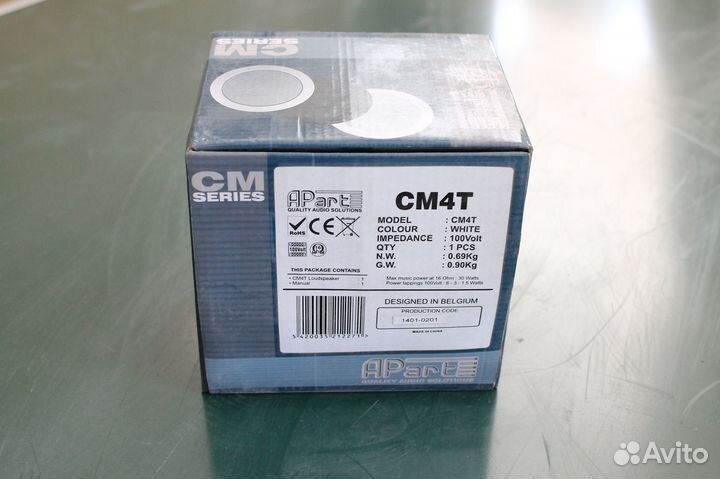 CM
SERIES
CM
SERIES
APart
QUALITY AUDIO SOLUTIONS
RoHS
CE
100Volt
THIS PACKAGE CONTAINS
• CM4T Loudspeaker : 1
• Manual : 1
5420035212271>
CM4T
MODEL : CM4T
COLOUR : WHITE
IMPEDANCE : 100Volt
QTY : 1 PCS
N.W. : 0.69Kg
G.W. : 0.90Kg
Max music power at 16 Ohm : 30 Watts
Power tappings 100Volt : 6 - 3 - 1.5 Watts
DESIGNED IN BELGIUM
PRODUCTION CODE
1401-0201
MADE IN CHINA
APart
QUALITY AUDIO SOLUTIONS
Avito